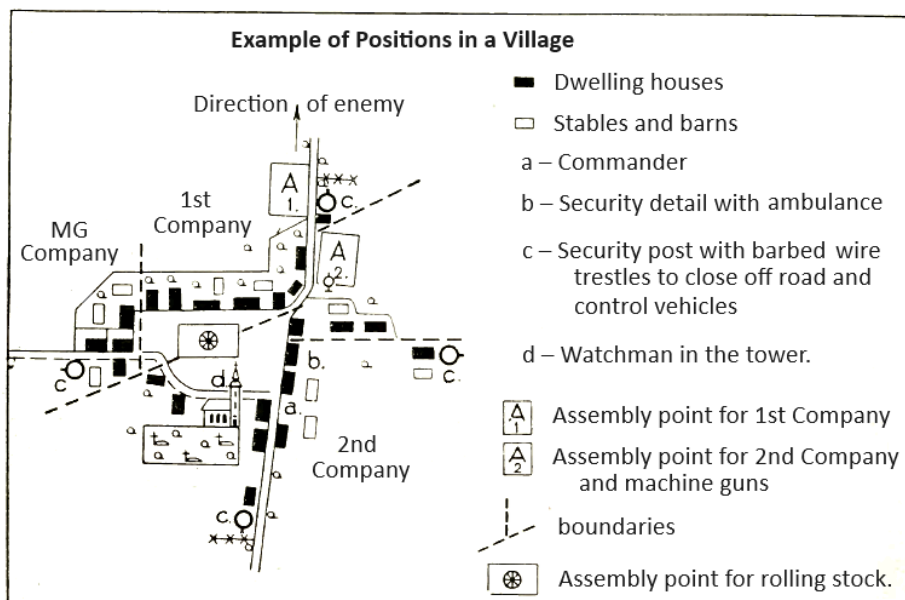 Example of Positions in a Village
Direction of enemy
MG
Company
1st
Company
A
1.
c.
A
2.
c
d.
b.
a.
c.
2nd
Company
c.
Dwelling houses
Stables and barns
a – Commander
b – Security detail with ambulance
c – Security post with barbed wire
trestles to close off road and
control vehicles
d – Watchman in the tower.
A
1
Assembly point for 1st Company
A
2
Assembly point for 2nd Company
and machine guns
boundaries
Assembly point for rolling stock.